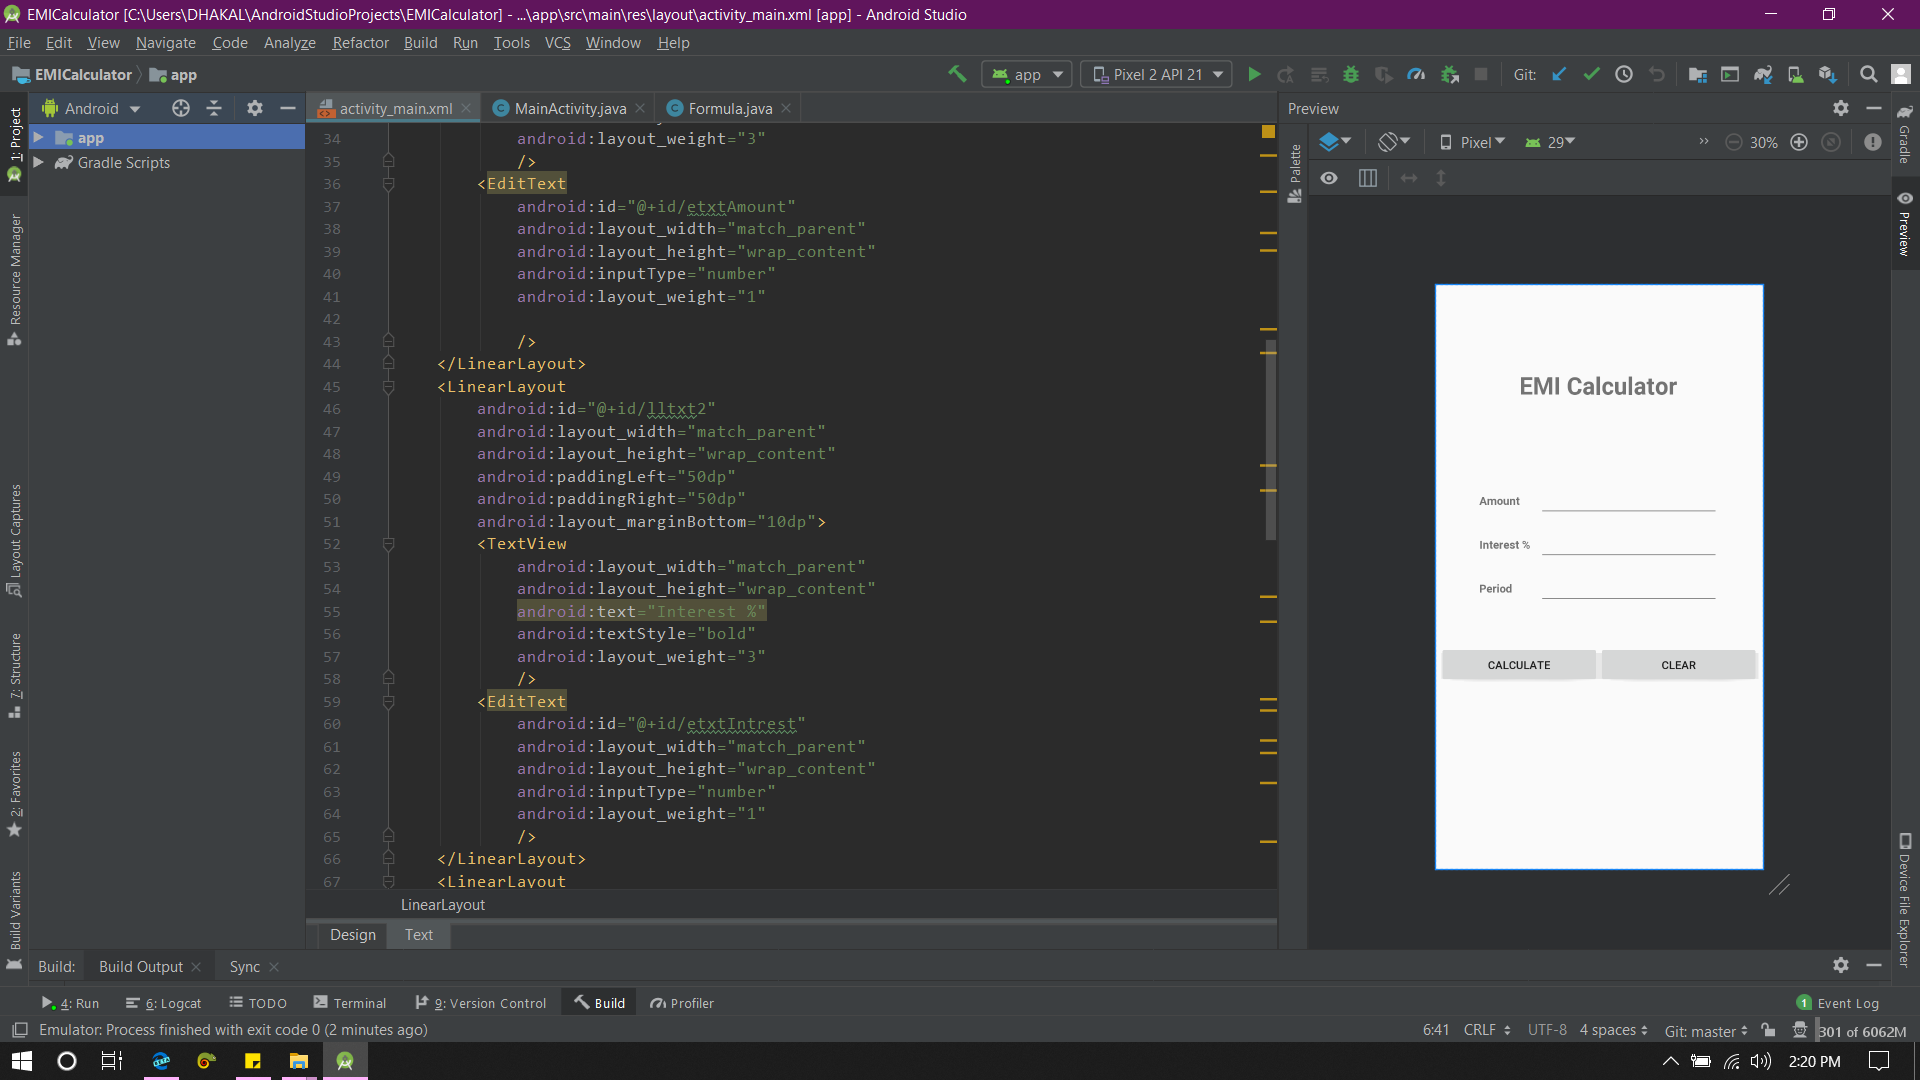 EMICalculator [C:\Users\DHAKAL\AndroidStudioProjects\EMICalculator] - ...\app\src\main\res\layout\activity_main.xml [app] - Android Studio
File Edit View Navigate Code Analyze Refactor Build Run Tools VCS Window Help
EMICalculator app
app Pixel 2 API 21 Git:
Android
activity_main.xml MainActivity.java Formula.java
Preview
1: Project
Resource Manager
Layout Captures
7: Structure
2: Favorites
Build Variants
app
Gradle Scripts
34 android:layout_weight="3"
35 />
36 <EditText
37 android:id="@+id/etxtAmount"
38 android:layout_width="match_parent"
39 android:layout_height="wrap_content"
40 android:inputType="number"
41 android:layout_weight="1"
42
43 />
44 </LinearLayout>
45 <LinearLayout
46 android:id="@+id/lltxt2"
47 android:layout_width="match_parent"
48 android:layout_height="wrap_content"
49 android:paddingLeft="50dp"
50 android:paddingRight="50dp"
51 android:layout_marginBottom="10dp">
52 <TextView
53 android:layout_width="match_parent"
54 android:layout_height="wrap_content"
55 android:text="Interest %"
56 android:textStyle="bold"
57 android:layout_weight="3"
58 />
59 <EditText
60 android:id="@+id/etxtIntrest"
61 android:layout_width="match_parent"
62 android:layout_height="wrap_content"
63 android:inputType="number"
64 android:layout_weight="1"
65 />
66 </LinearLayout>
67 <LinearLayout
LinearLayout
Design Text
Palette
Pixel 29 » 30%
EMI Calculator
Amount
Interest %
Period
CALCULATE CLEAR
Gradle
Preview
Device File Explorer
Build: Build Output Sync
4: Run 6: Logcat TODO Terminal 9: Version Control Build Profiler 1 Event Log
Emulator: Process finished with exit code 0 (2 minutes ago) 6:41 CRLF UTF-8 4 spaces Git: master 301 of 6062M
BETA 2:20 PM